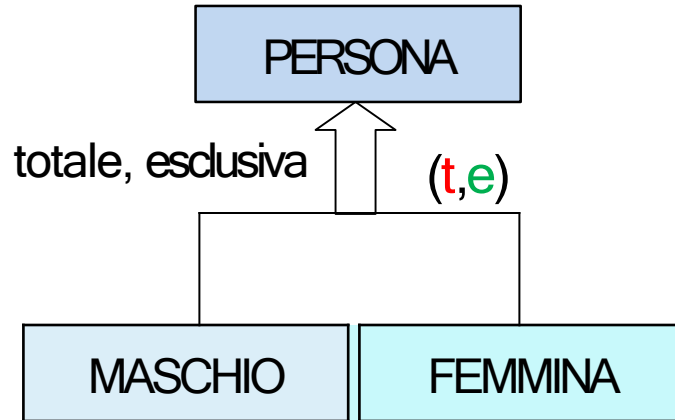 PERSONA
totale, esclusiva
(t,e)
MASCHIO
FEMMINA